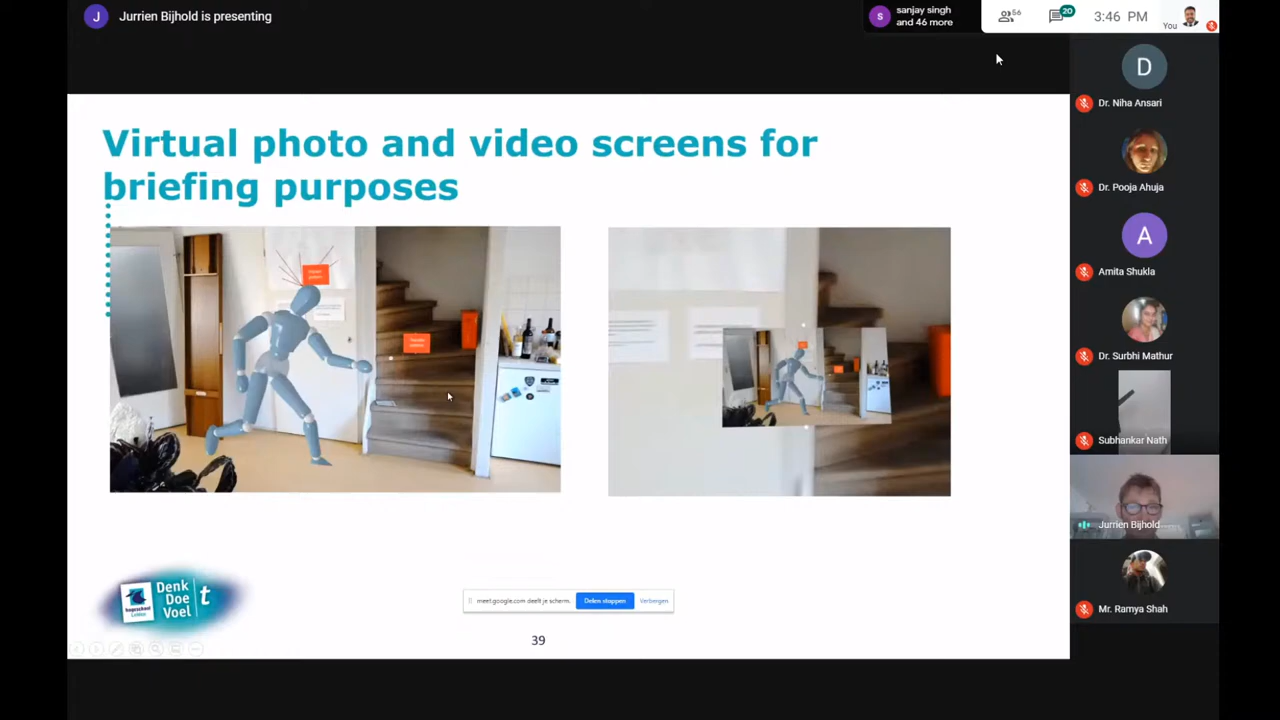 J
Jurrien Bijhold is presenting
S
sanjay singh
and 46 more
56
20
3:46 PM
You
Virtual photo and video screens for
briefing purposes
D
Dr. Niha Ansari
Dr. Pooja Ahuja
A
Amita Shukla
Dr. Surbhi Mathur
Subhankar Nath
Jurrien Bijhold
Mr. Ramya Shah
hogeschool
Leiden
Denk
Doe
Voel
t
meet.google.com deelt je scherm.
Delen stoppen
Verbergen
39